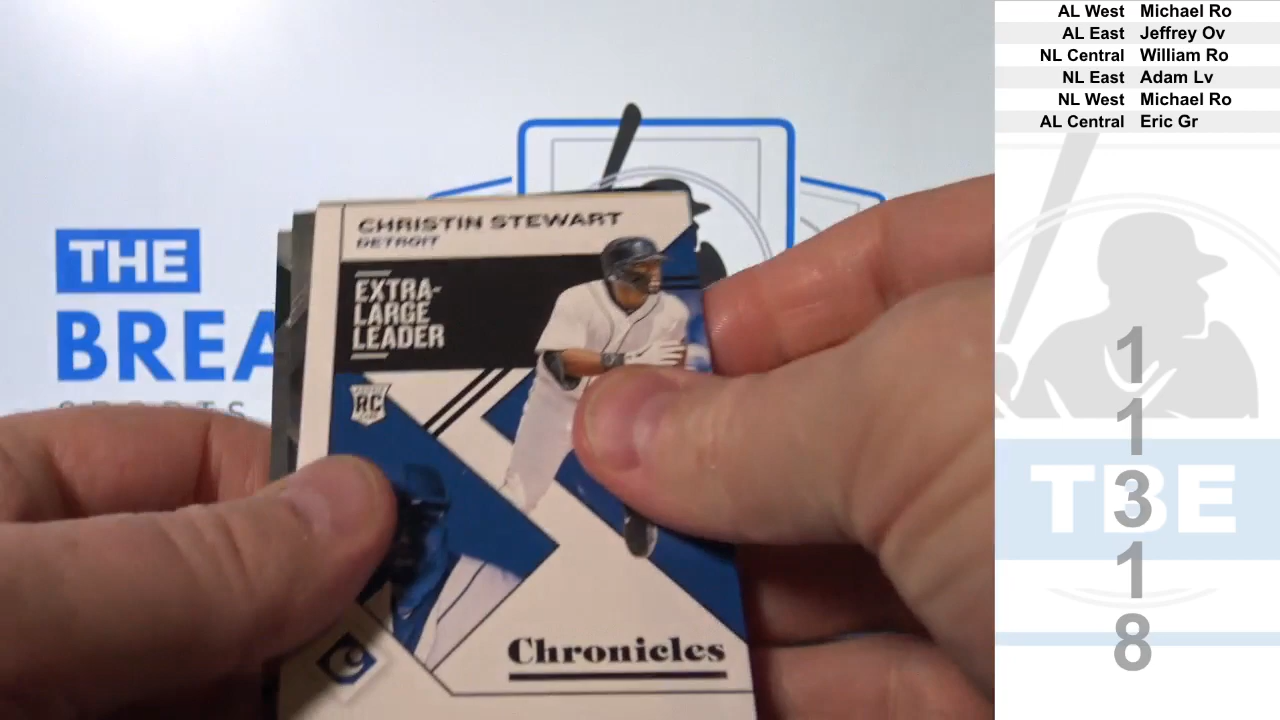 AL West Michael Ro
AL East Jeffrey Ov
NL Central William Ro
NL East Adam Lv
NL West Michael Ro
AL Central Eric Gr
THE
BREA
SPORTS
CHRISTIN STEWART
DETROIT
EXTRA-
LARGE
LEADER
RC
Chronicles
C
TBE
1
1
3
1
8